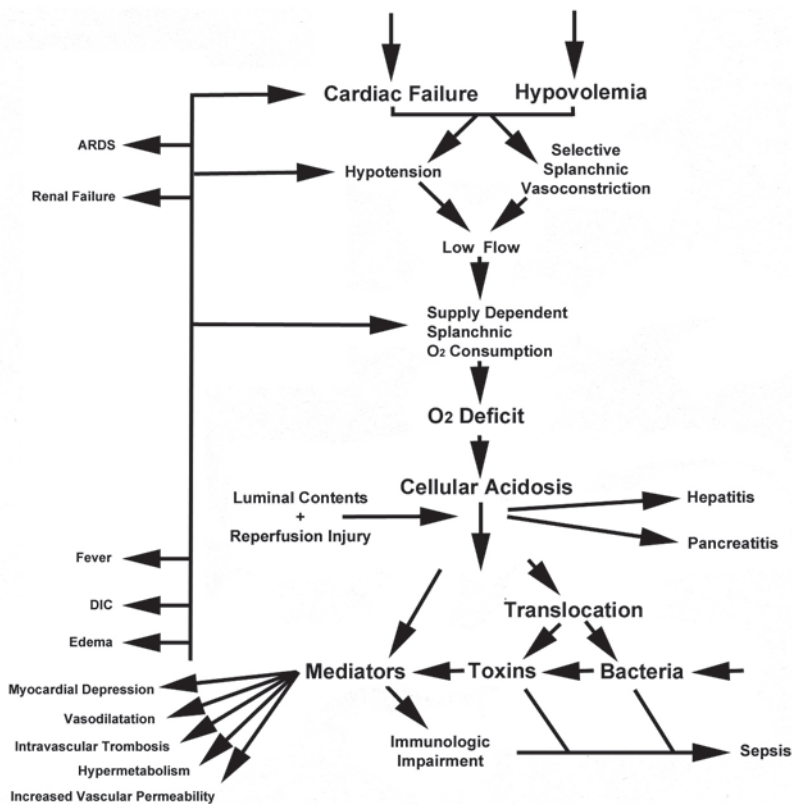 Cardiac Failure
Hypovolemia
ARDS
Renal Failure
Hypotension
Selective
Splanchnic
Vasoconstriction
Low Flow
Supply Dependent
Splanchnic
O₂ Consumption
O₂ Deficit
Cellular Acidosis
Luminal Contents
+
Reperfusion Injury
Hepatitis
Pancreatitis
Fever
DIC
Edema
Translocation
Mediators
Toxins
Bacteria
Myocardial Depression
Vasodilatation
Intravascular Trombosis
Hypermetabolism
Increased Vascular Permeability
Immunologic
Impairment
Sepsis